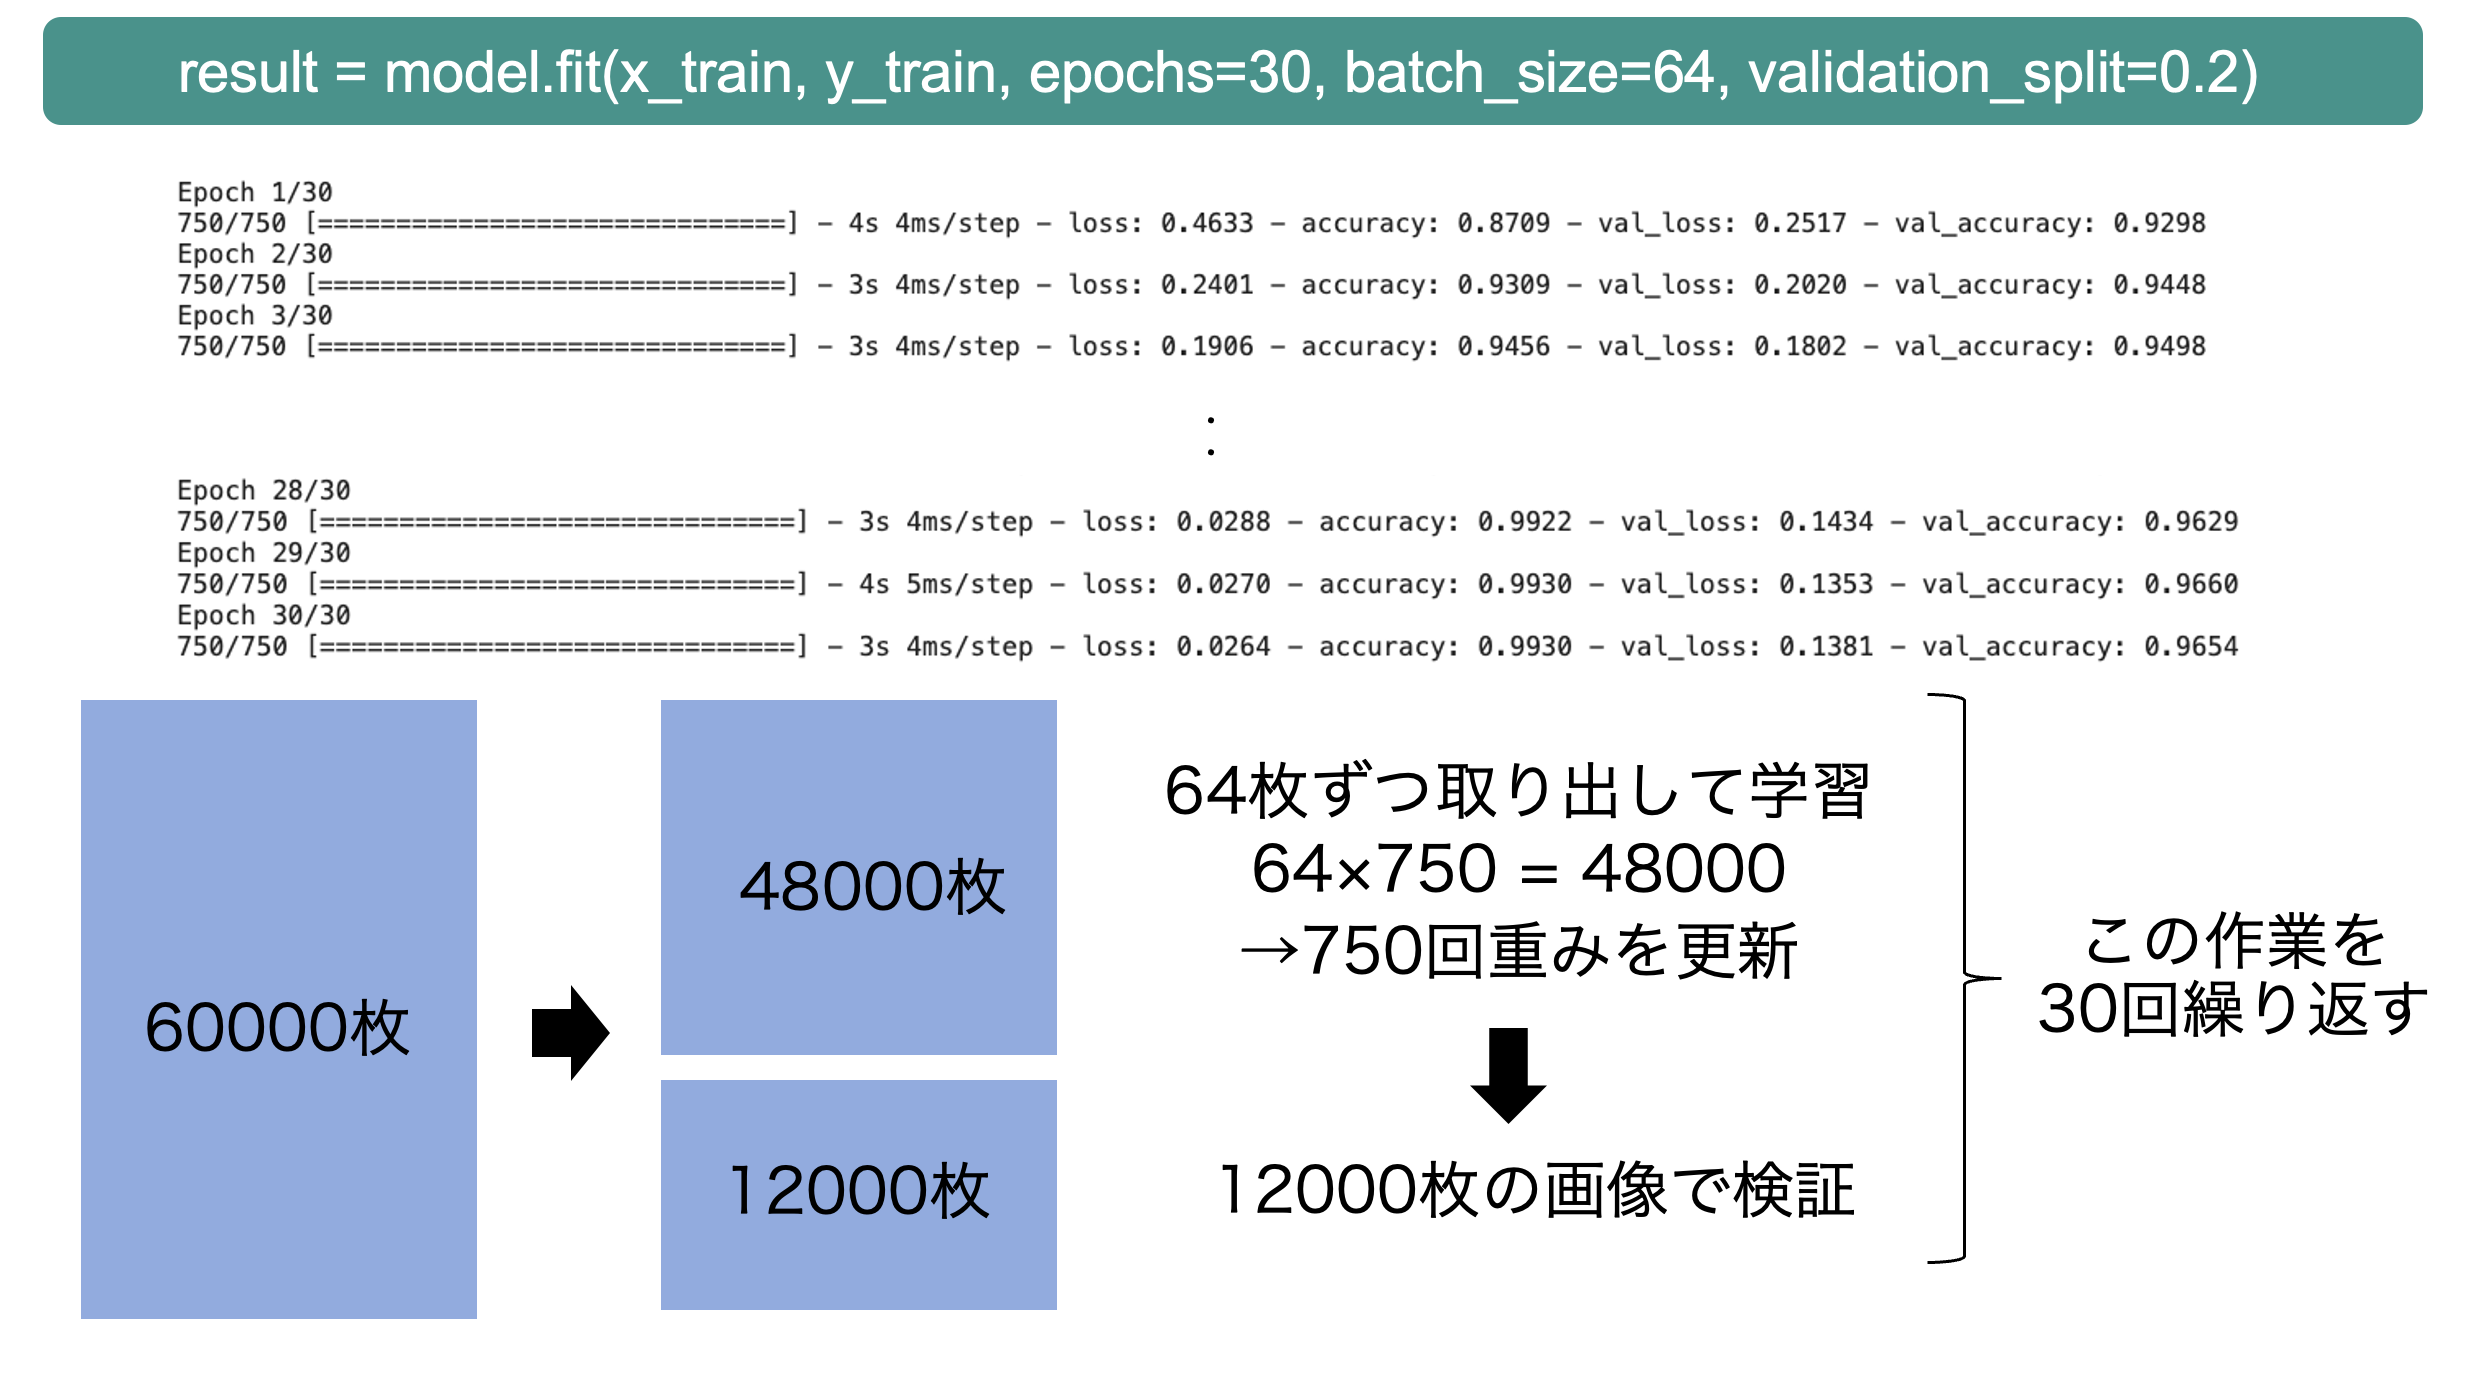 result = model.fit(x_train, y_train, epochs=30, batch_size=64, validation_split=0.2)
Epoch 1/30
750/750 [==============================] - 4s 4ms/step - loss: 0.4633 - accuracy: 0.8709 - val_loss: 0.2517 - val_accuracy: 0.9298
Epoch 2/30
750/750 [==============================] - 3s 4ms/step - loss: 0.2401 - accuracy: 0.9309 - val_loss: 0.2020 - val_accuracy: 0.9448
Epoch 3/30
750/750 [==============================] - 3s 4ms/step - loss: 0.1906 - accuracy: 0.9456 - val_loss: 0.1802 - val_accuracy: 0.9498
:
Epoch 28/30
750/750 [==============================] - 3s 4ms/step - loss: 0.0288 - accuracy: 0.9922 - val_loss: 0.1434 - val_accuracy: 0.9629
Epoch 29/30
750/750 [==============================] - 4s 5ms/step - loss: 0.0270 - accuracy: 0.9930 - val_loss: 0.1353 - val_accuracy: 0.9660
Epoch 30/30
750/750 [==============================] - 3s 4ms/step - loss: 0.0264 - accuracy: 0.9930 - val_loss: 0.1381 - val_accuracy: 0.9654
60000枚
48000枚
12000枚
64枚ずつ取り出して学習
64×750 = 48000
→750回重みを更新
12000枚の画像で検証
この作業を
30回繰り返す